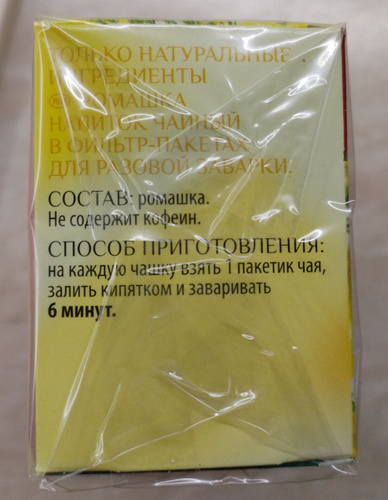 ТОЛЬКО НАТУРАЛЬНЫЕ
ИНГРЕДИЕНТЫ
RU РОМАШКА
НАПИТОК ЧАЙНЫЙ
В ФИЛЬТР-ПАКЕТАХ
ДЛЯ РАЗОВОЙ ЗАВАРКИ.
СОСТАВ: ромашка.
Не содержит кофеин.
СПОСОБ ПРИГОТОВЛЕНИЯ:
на каждую чашку взять 1 пакетик чая,
залить кипятком и заваривать
6 минут.